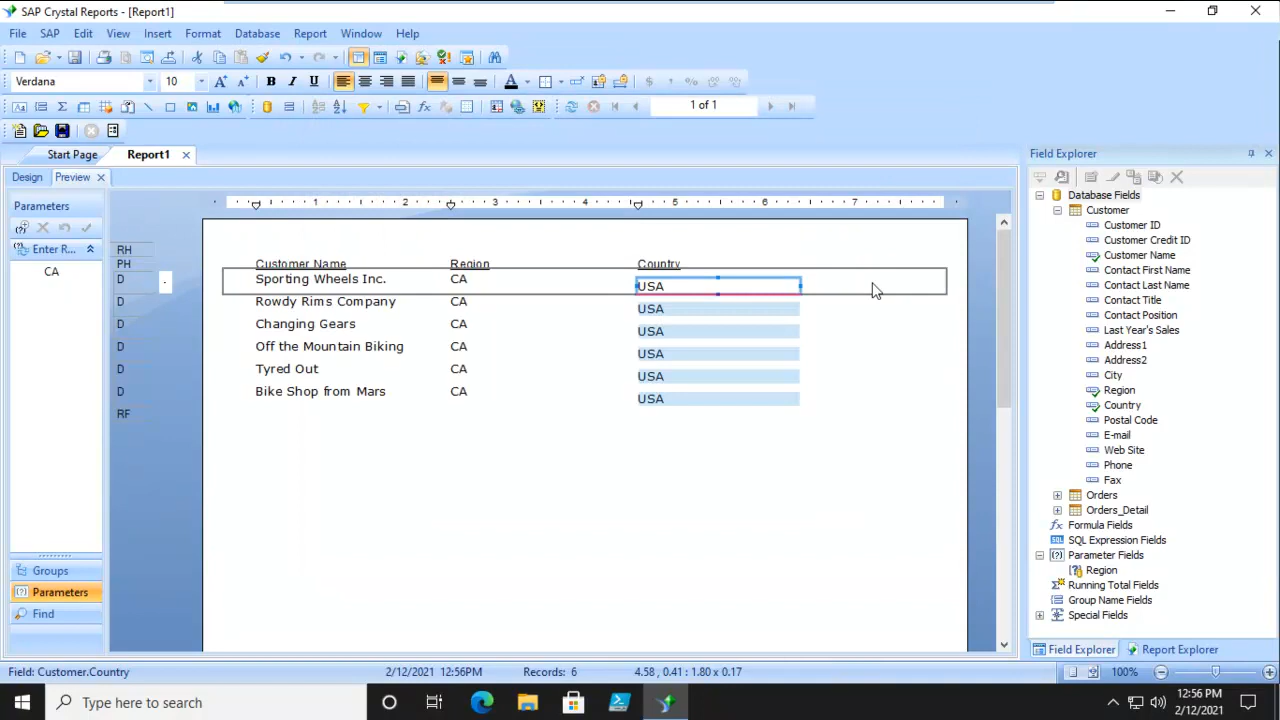 SAP Crystal Reports - [Report1]
File SAP Edit View Insert Format Database Report Window Help
Verdana 10
1 of 1
Start Page Report1
Design Preview
Parameters
Enter R...
CA
Groups
Parameters
Find
1 2 3 4 5 6 7
RH
PH Customer Name Region Country
D Sporting Wheels Inc. CA USA
D Rowdy Rims Company CA USA
D Changing Gears CA USA
D Off the Mountain Biking CA USA
D Tyred Out CA USA
D Bike Shop from Mars CA USA
RF
Field Explorer
Database Fields
Customer
Customer ID
Customer Credit ID
Customer Name
Contact First Name
Contact Last Name
Contact Title
Contact Position
Last Year's Sales
Address1
Address2
City
Region
Country
Postal Code
E-mail
Web Site
Phone
Fax
Orders
Orders_Detail
Formula Fields
SQL Expression Fields
Parameter Fields
Region
Running Total Fields
Group Name Fields
Special Fields
Field Explorer Report Explorer
Field: Customer.Country 2/12/2021 12:56PM Records: 6 4.58 , 0.41 : 1.80 x 0.17 100%
Type here to search
12:56 PM
2/12/2021